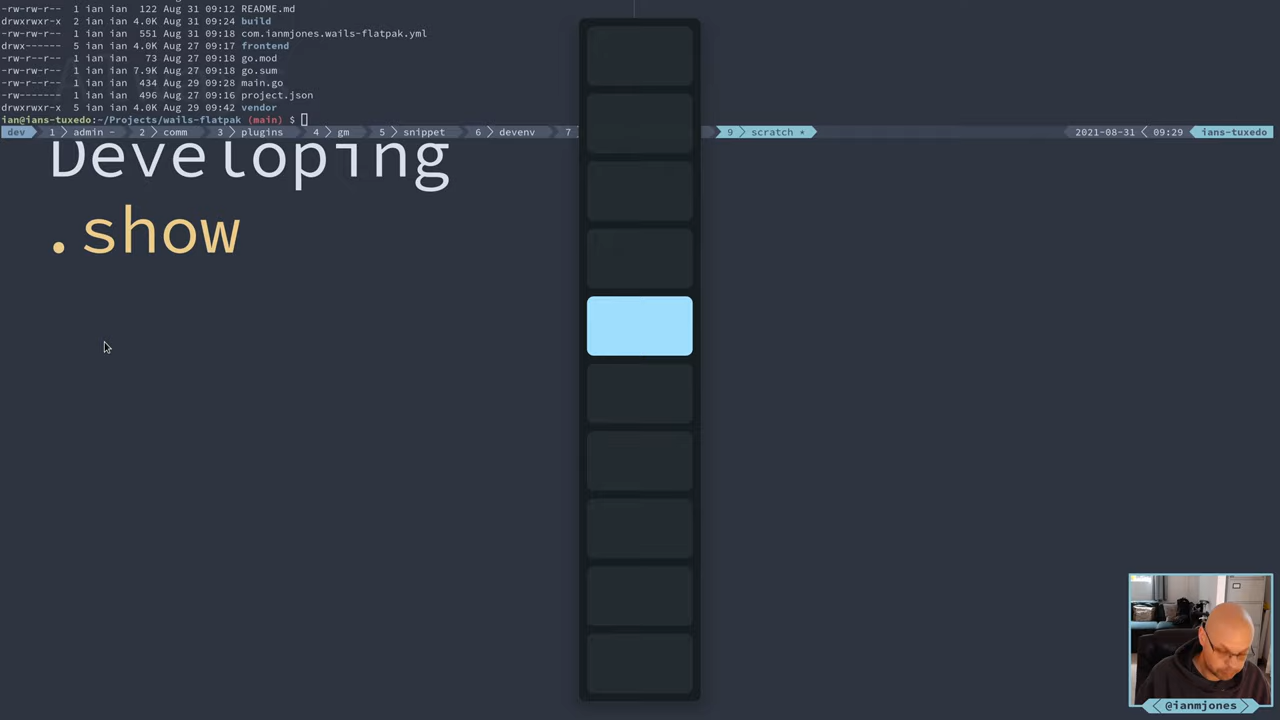 -rw-rw-r-- 1 ian ian 122 Aug 31 09:12 README.md
drwxrwxr-x 2 ian ian 4.0K Aug 31 09:24 build
-rw-rw-r-- 1 ian ian 551 Aug 31 09:18 com.ianmjones.wails-flatpak.yml
drwx------ 5 ian ian 4.0K Aug 27 09:17 frontend
-rw-r--r-- 1 ian ian 73 Aug 27 09:18 go.mod
-rw-rw-r-- 1 ian ian 7.9K Aug 27 09:18 go.sum
-rw-rw-r-- 1 ian ian 434 Aug 29 09:28 main.go
-rw------- 1 ian ian 496 Aug 27 09:16 project.json
drwxrwxr-x 5 ian ian 4.0K Aug 29 09:42 vendor
ian@ians-tuxedo:~/Projects/wails-flatpak (main) $
dev 1 admin - 2 comm 3 plugins 4 gm 5 snippet 6 devenv 7 9 scratch * 2021-08-31 09:29 ians-tuxedo
Developing
.show
@ianmjones